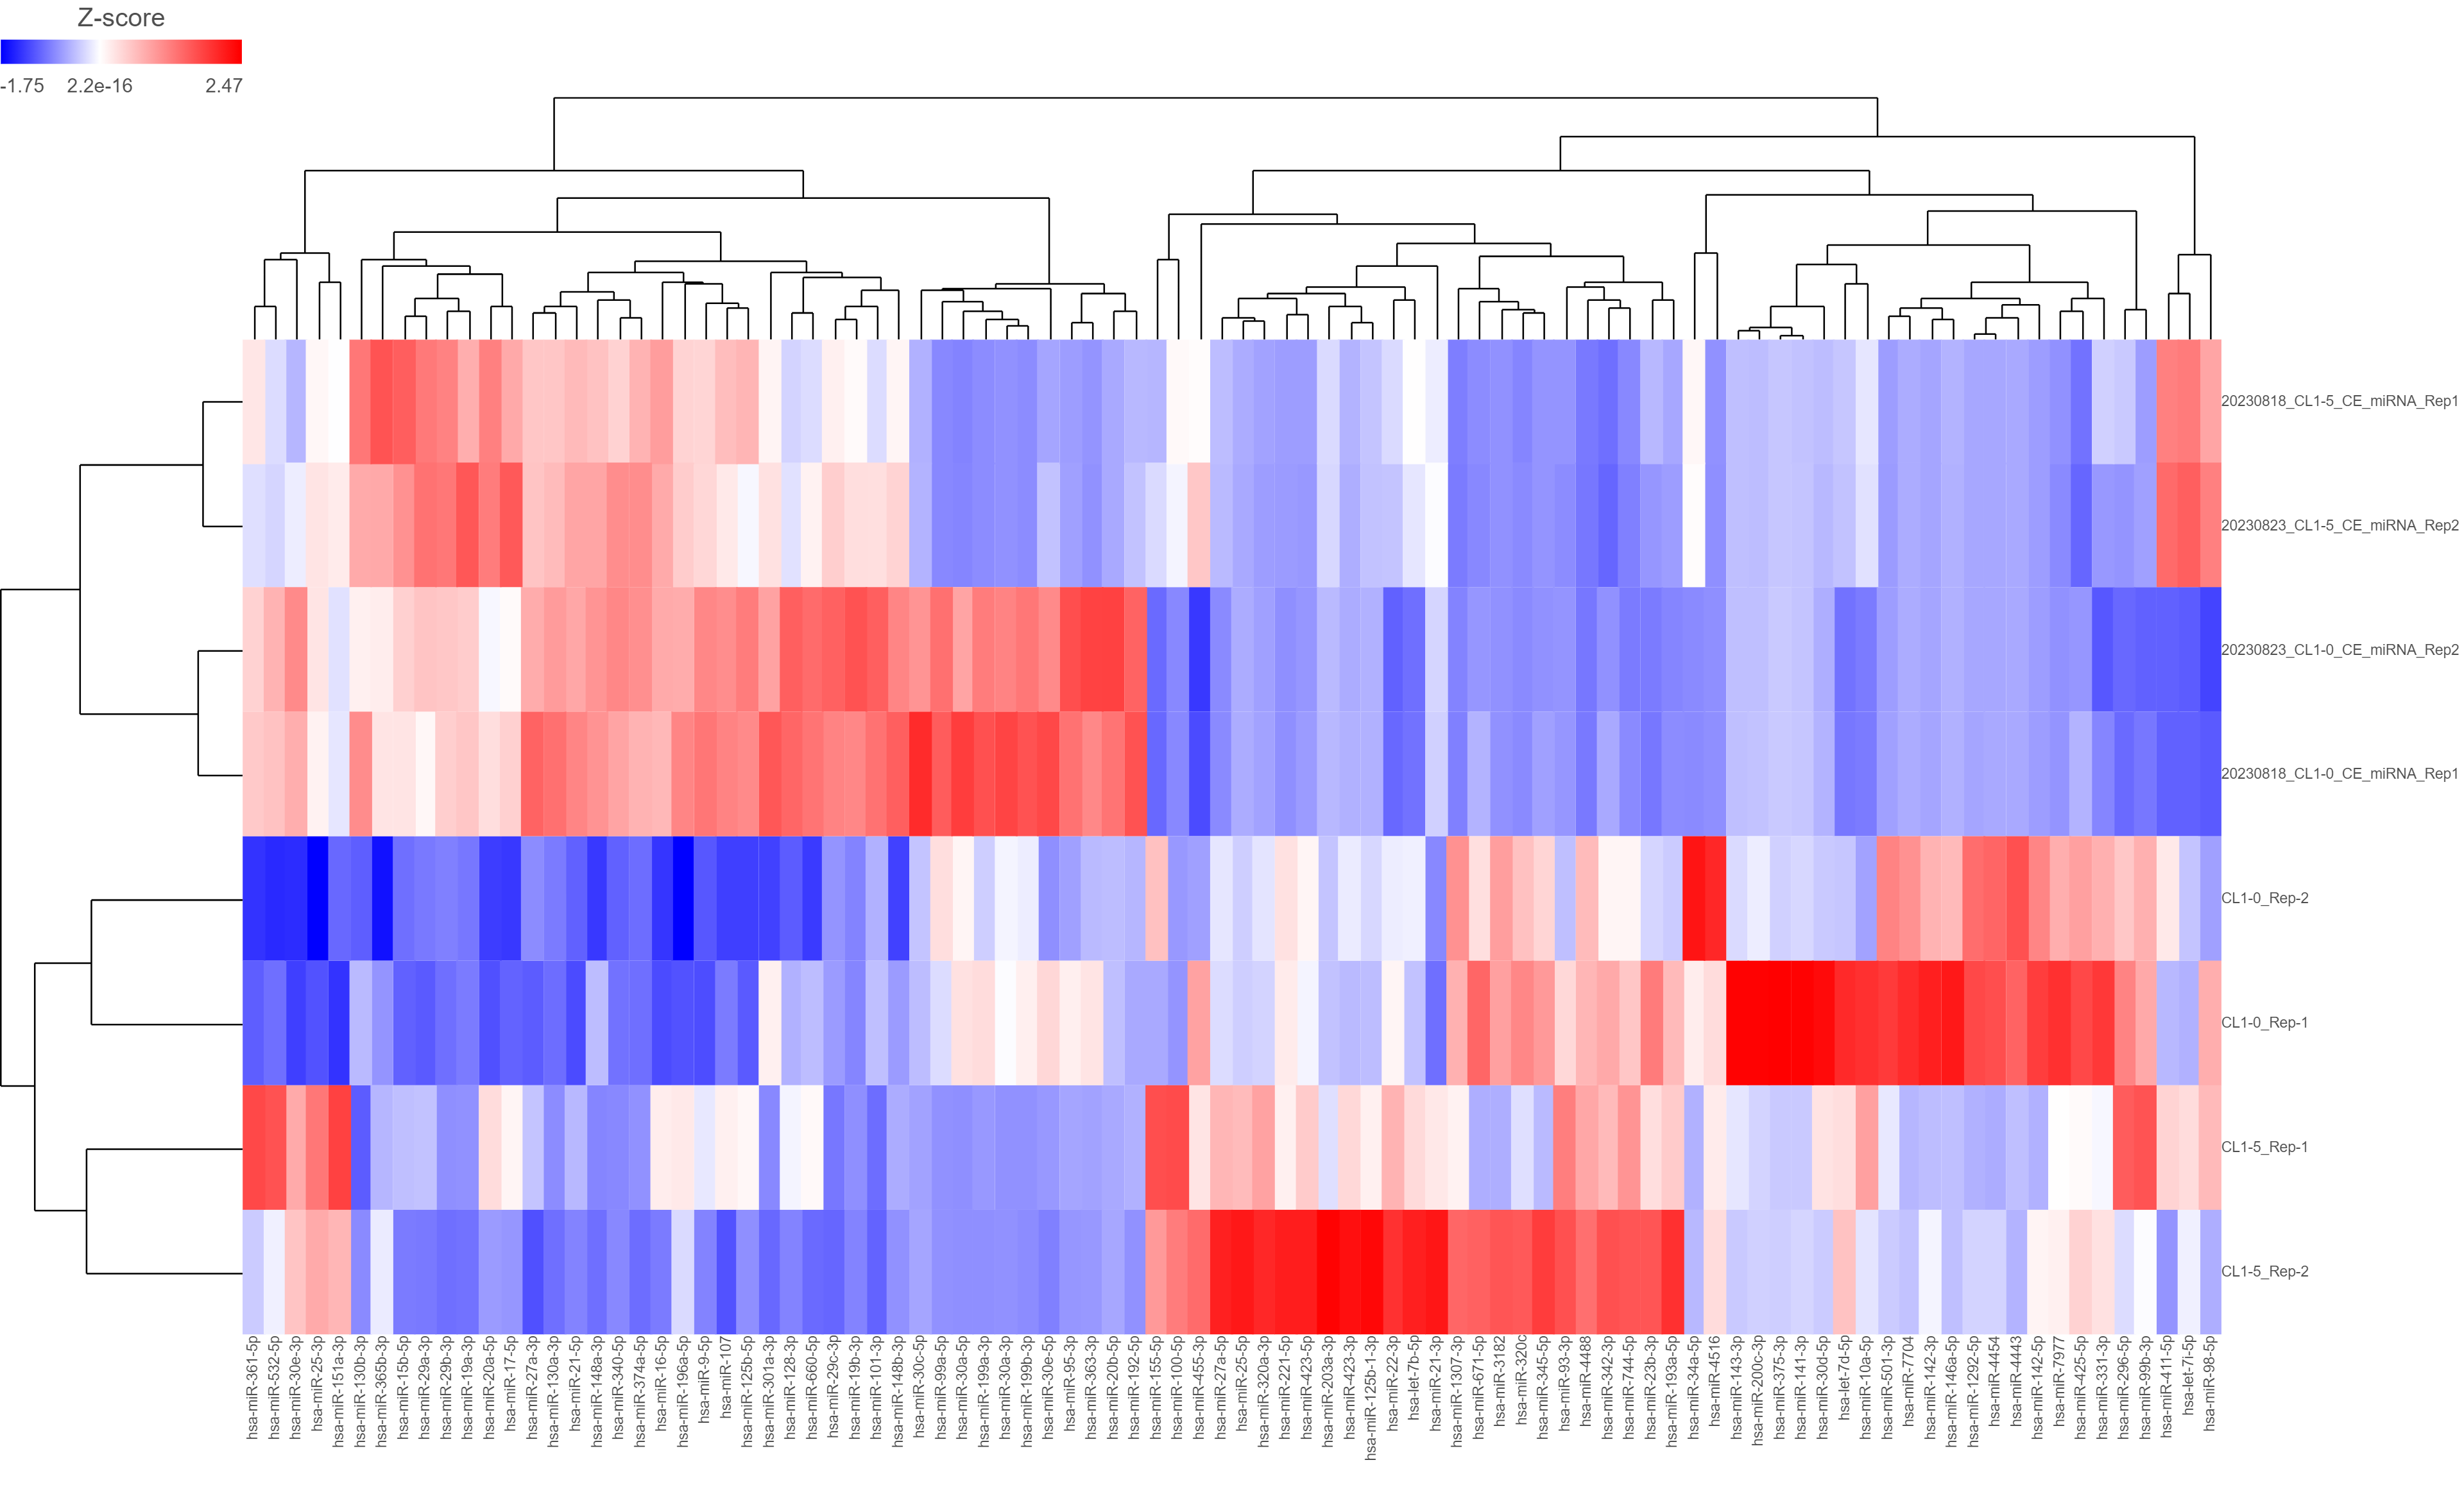 Z-score
-1.75 2.2e-16 2.47
20230818_CL1-5_CE_miRNA_Rep1
20230823_CL1-5_CE_miRNA_Rep2
20230823_CL1-0_CE_miRNA_Rep2
20230818_CL1-0_CE_miRNA_Rep1
CL1-0_Rep-2
CL1-0_Rep-1
CL1-5_Rep-1
CL1-5_Rep-2
hsa-miR-361-5p
hsa-miR-532-5p
hsa-miR-30e-3p
hsa-miR-25-3p
hsa-miR-151a-3p
hsa-miR-130b-3p
hsa-miR-365b-3p
hsa-miR-15b-5p
hsa-miR-29a-3p
hsa-miR-29b-3p
hsa-miR-19a-3p
hsa-miR-20a-5p
hsa-miR-17-5p
hsa-miR-27a-3p
hsa-miR-130a-3p
hsa-miR-21-5p
hsa-miR-148a-3p
hsa-miR-340-5p
hsa-miR-374a-5p
hsa-miR-16-5p
hsa-miR-196a-5p
hsa-miR-9-5p
hsa-miR-107
hsa-miR-125b-5p
hsa-miR-301a-3p
hsa-miR-128-3p
hsa-miR-660-5p
hsa-miR-29c-3p
hsa-miR-19b-3p
hsa-miR-101-3p
hsa-miR-148b-3p
hsa-miR-30c-5p
hsa-miR-99a-5p
hsa-miR-30a-5p
hsa-miR-199a-3p
hsa-miR-30a-3p
hsa-miR-199b-3p
hsa-miR-30e-5p
hsa-miR-95-3p
hsa-miR-363-3p
hsa-miR-20b-5p
hsa-miR-192-5p
hsa-miR-155-5p
hsa-miR-100-5p
hsa-miR-455-3p
hsa-miR-27a-5p
hsa-miR-25-5p
hsa-miR-320a-3p
hsa-miR-221-5p
hsa-miR-423-5p
hsa-miR-203a-3p
hsa-miR-423-3p
hsa-miR-125b-1-3p
hsa-miR-22-3p
hsa-let-7b-5p
hsa-miR-21-3p
hsa-miR-1307-3p
hsa-miR-671-5p
hsa-miR-3182
hsa-miR-320c
hsa-miR-345-5p
hsa-miR-93-3p
hsa-miR-4488
hsa-miR-342-3p
hsa-miR-744-5p
hsa-miR-23b-3p
hsa-miR-193a-5p
hsa-miR-34a-5p
hsa-miR-4516
hsa-miR-143-3p
hsa-miR-200c-3p
hsa-miR-375-3p
hsa-miR-141-3p
hsa-miR-30d-5p
hsa-let-7d-5p
hsa-miR-10a-5p
hsa-miR-501-3p
hsa-miR-7704
hsa-miR-142-3p
hsa-miR-146a-5p
hsa-miR-1292-5p
hsa-miR-4454
hsa-miR-4443
hsa-miR-142-5p
hsa-miR-7977
hsa-miR-425-5p
hsa-miR-331-3p
hsa-miR-296-5p
hsa-miR-99b-3p
hsa-miR-411-5p
hsa-let-7i-5p
hsa-miR-98-5p